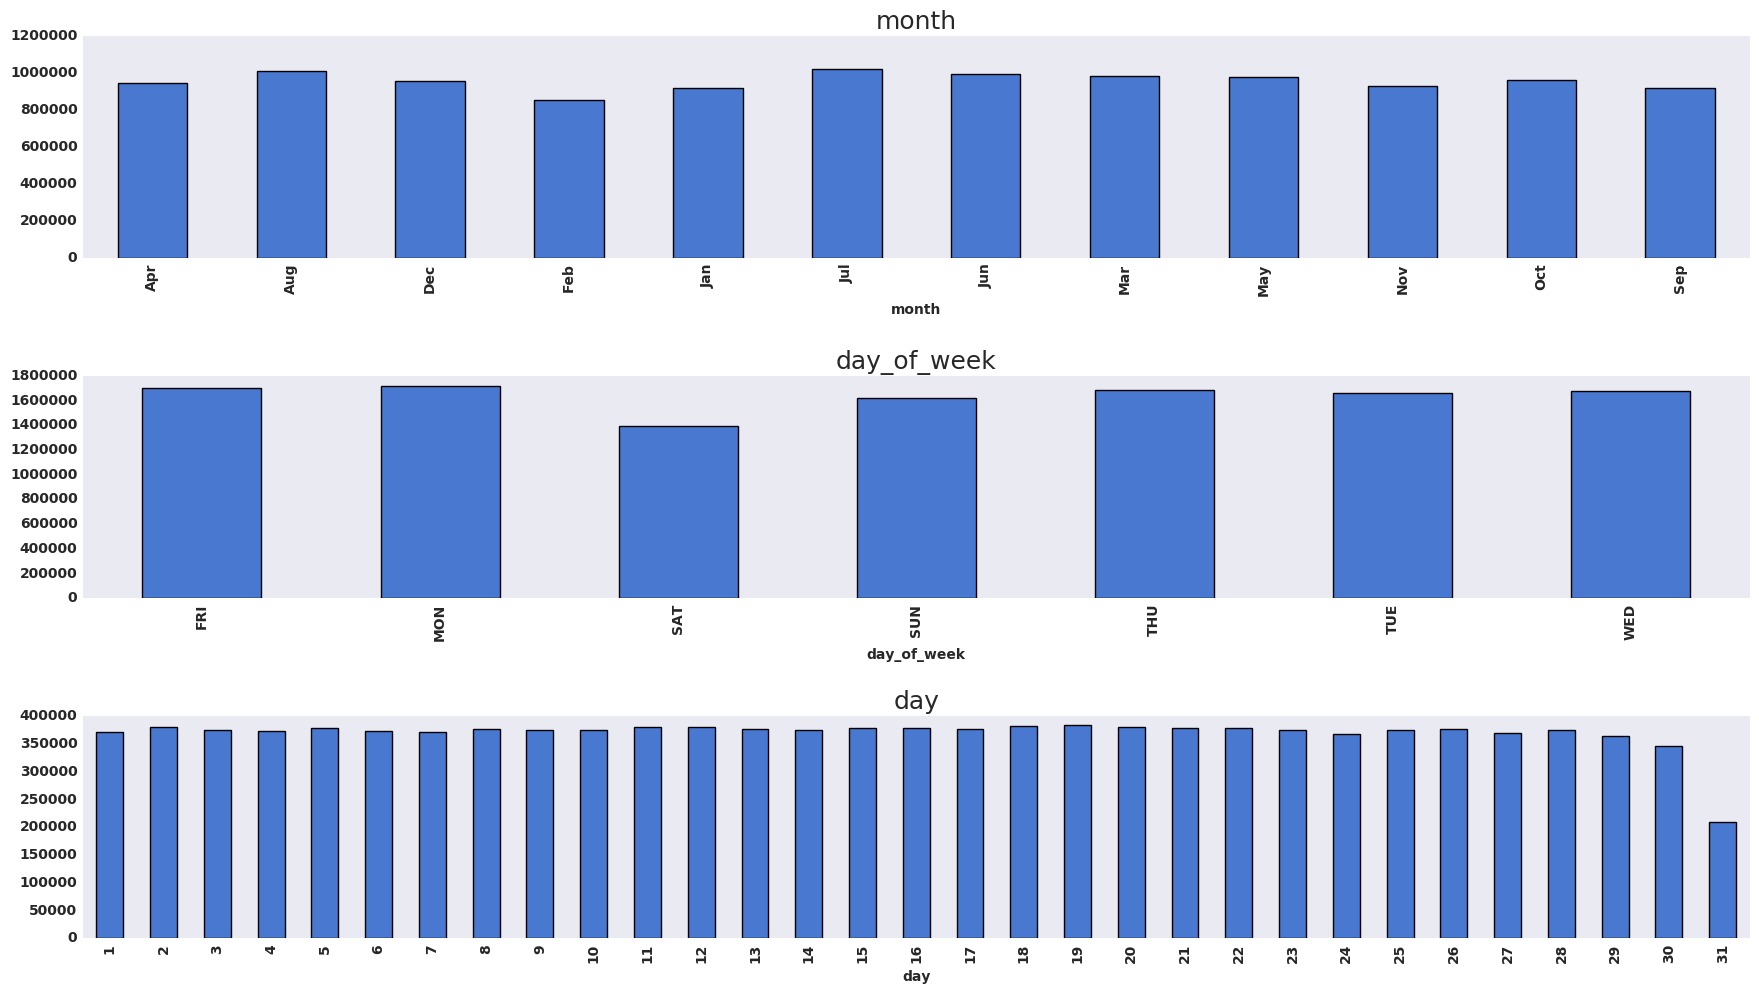 month
1200000
1000000
800000
600000
400000
200000
0
Apr Aug Dec Feb Jan Jul Jun Mar May Nov Oct Sep
month
day_of_week
1800000
1600000
1400000
1200000
1000000
800000
600000
400000
200000
0
FRI MON SAT SUN THU TUE WED
day_of_week
day
400000
350000
300000
250000
200000
150000
100000
50000
0
1 2 3 4 5 6 7 8 9 10 11 12 13 14 15 16 17 18 19 20 21 22 23 24 25 26 27 28 29 30 31
day